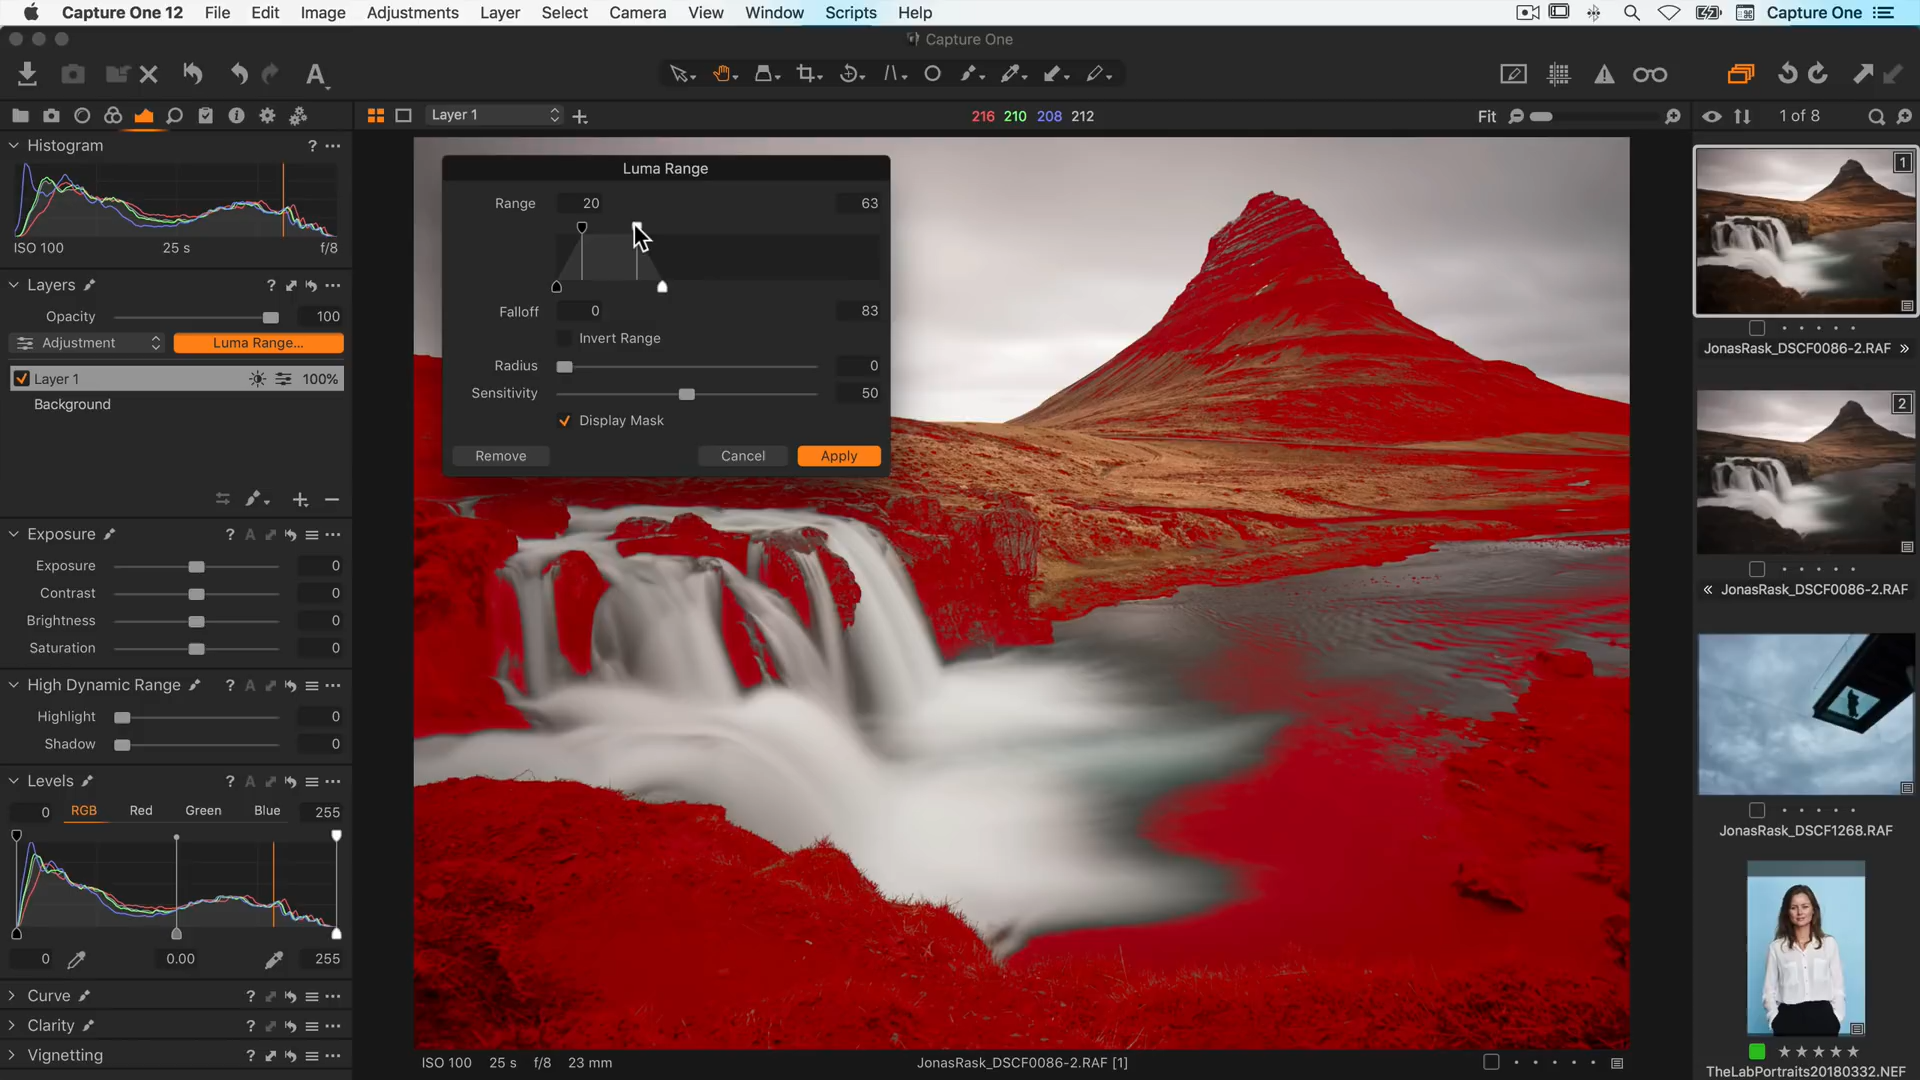 Capture One 12 File Edit Image Adjustments Layer Select Camera View Window Scripts Help Capture One
Capture One
A
Layer 1
216 210 208 212
Fit
1 of 8
Histogram ?
ISO 100 25 s f/8
Layers ?
Opacity 100
Adjustment Luma Range...
Layer 1 100%
Background
Exposure ? A
Exposure 0
Contrast 0
Brightness 0
Saturation 0
High Dynamic Range ? A
Highlight 0
Shadow 0
Levels ? A
0 RGB Red Green Blue 255
0 0.00 255
Curve ?
Clarity ?
Vignetting ?
Luma Range
Range 20 63
Falloff 0 83
Invert Range
Radius 0
Sensitivity 50
Display Mask
Remove Cancel Apply
ISO 100 25 s f/8 23 mm
JonasRask_DSCF0086-2.RAF [1]
1
JonasRask_DSCF0086-2.RAF »
2
« JonasRask_DSCF0086-2.RAF
JonasRask_DSCF1268.RAF
TheLabPortraits20180332.NEF